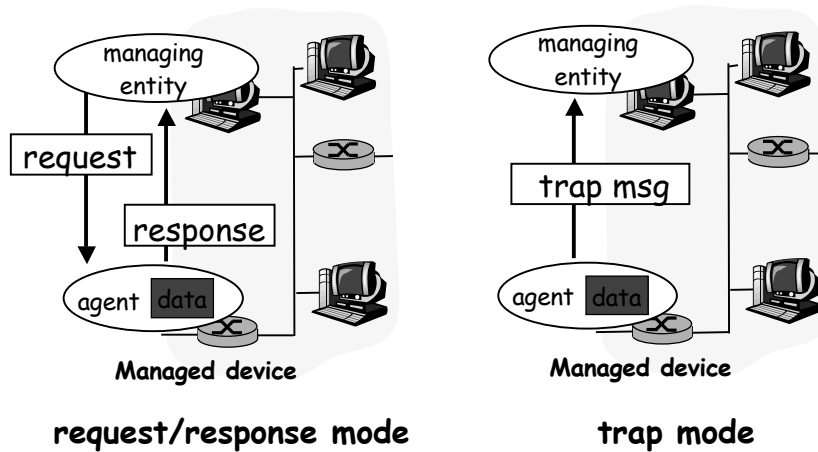 managing
entity
request
response
agent data
Managed device
request/response mode
managing
entity
trap msg
agent data
Managed device
trap mode